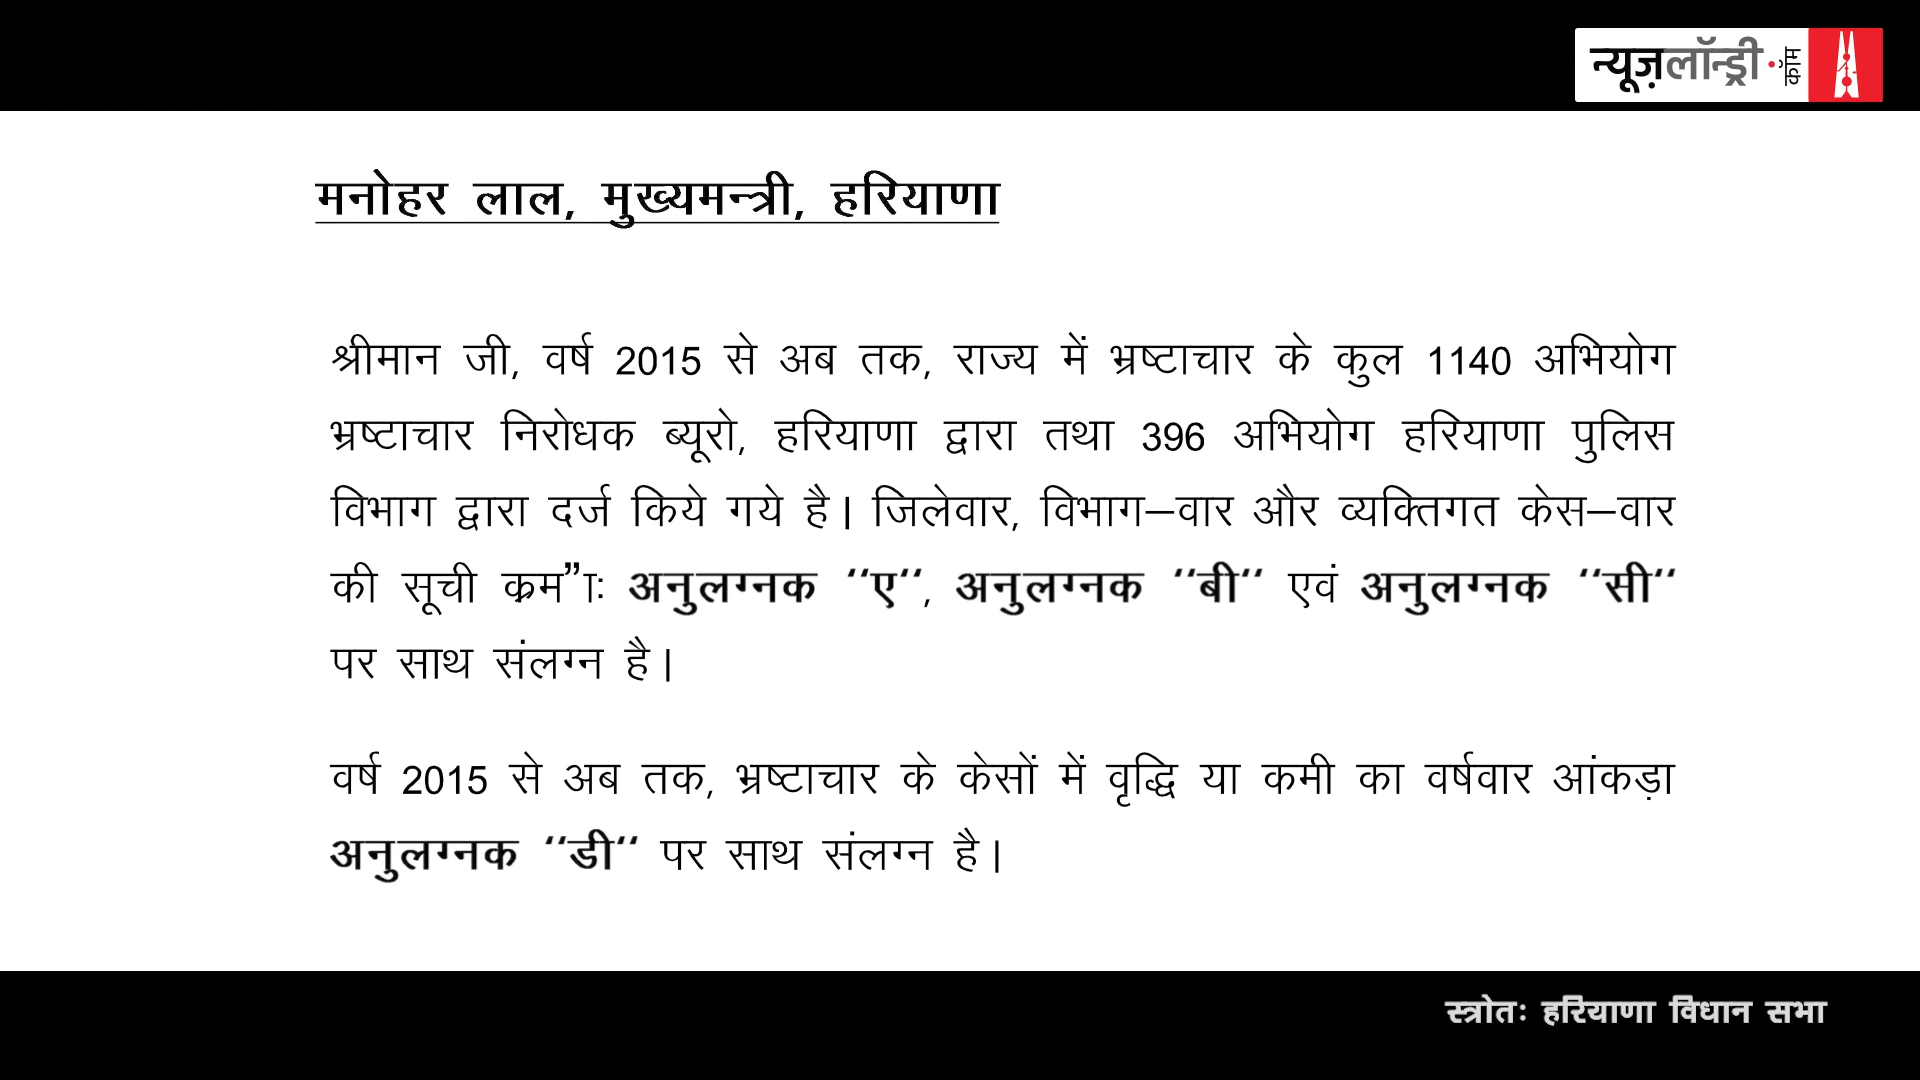 न्यूज़लॉन्ड्री.कॉम
मनोहर लाल, मुख्यमन्त्री, हरियाणा
श्रीमान जी, वर्ष 2015 से अब तक, राज्य में भ्रष्टाचार के कुल 1140 अभियोग
भ्रष्टाचार निरोधक ब्यूरो, हरियाणा द्वारा तथा 396 अभियोग हरियाणा पुलिस
विभाग द्वारा दर्ज किये गये है। जिलेवार, विभाग–वार और व्यक्तिगत केस–वार
की सूची क्रम”ाः अनुलग्नक ‘‘ए‘‘, अनुलग्नक ‘‘बी‘‘ एवं अनुलग्नक ‘‘सी‘‘
पर साथ संलग्न है।
वर्ष 2015 से अब तक, भ्रष्टाचार के केसों में वृद्धि या कमी का वर्षवार आंकड़ा
अनुलग्नक ‘‘डी‘‘ पर साथ संलग्न है।
स्त्रोतः हरियाणा विधान सभा